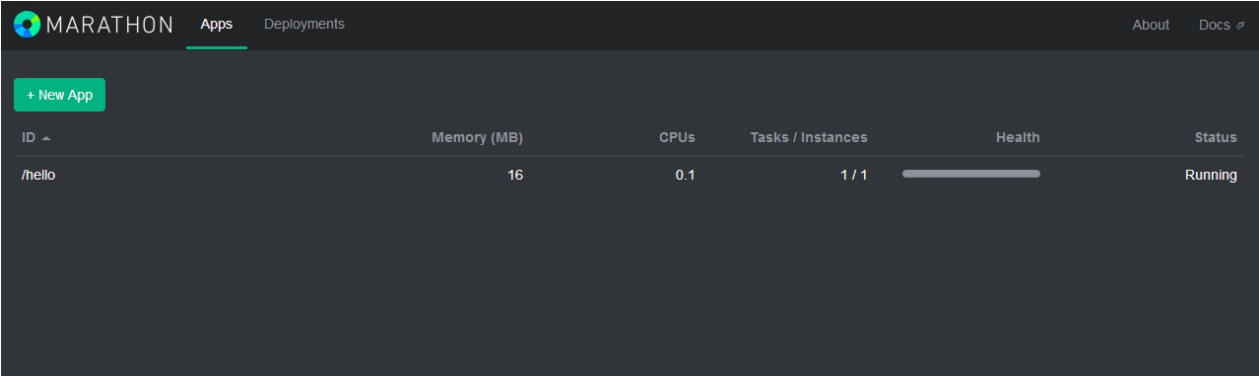 MARATHON Apps Deployments About Docs
+ New App
ID Memory (MB) CPUs Tasks / Instances Health Status
/hello 16 0.1 1 / 1 Running